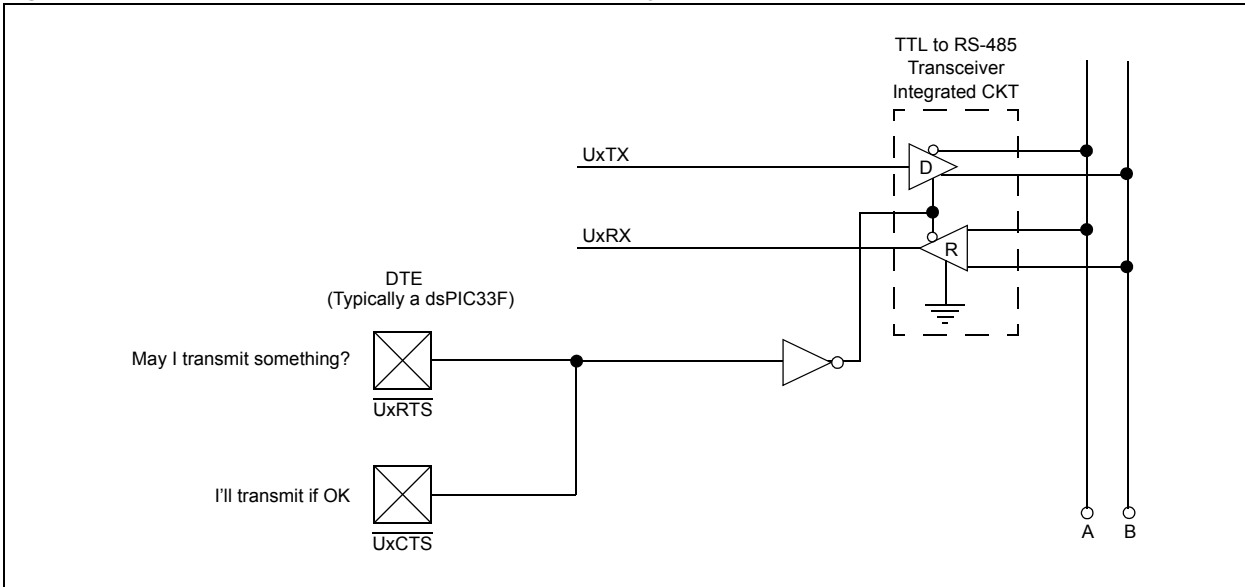 TTL to RS-485
Transceiver
Integrated CKT
UxTX
D
UxRX
R
DTE
(Typically a dsPIC33F)
May I transmit something?
UxRTS
I'll transmit if OK
UxCTS
A B